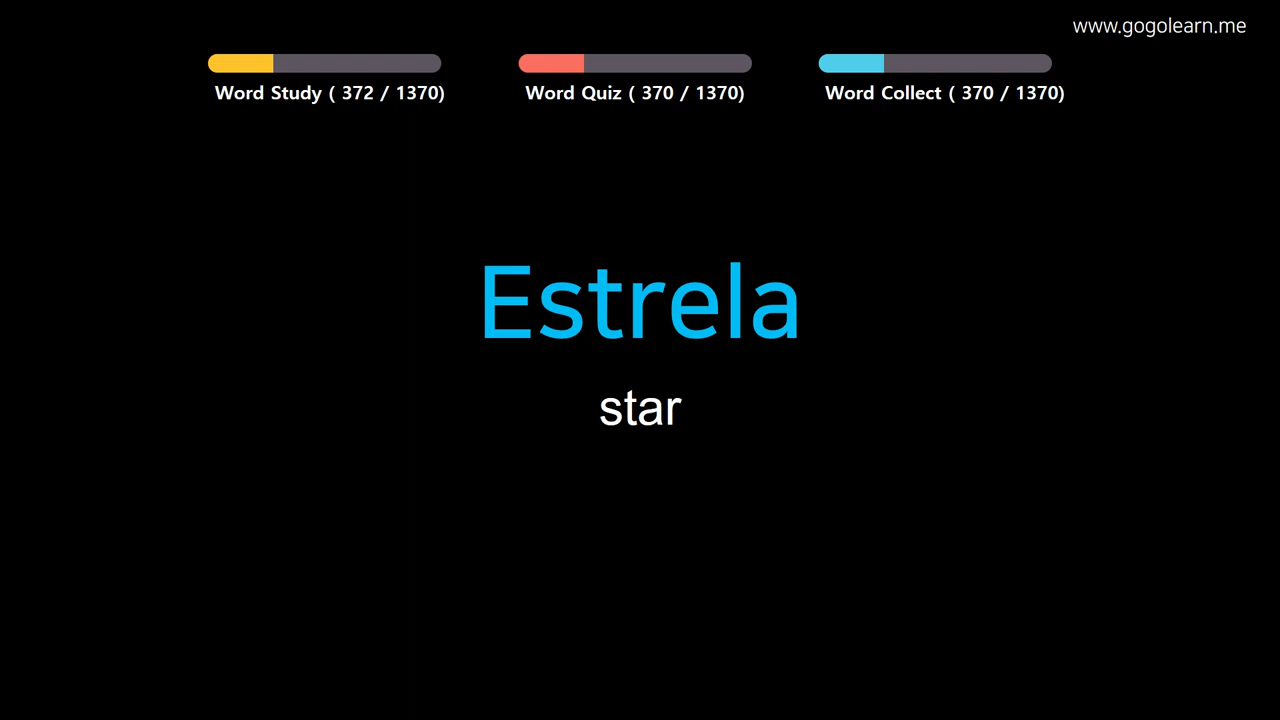 www.gogolearn.me
Word Study ( 372 / 1370)
Word Quiz ( 370 / 1370)
Word Collect ( 370 / 1370)
Estrela
star